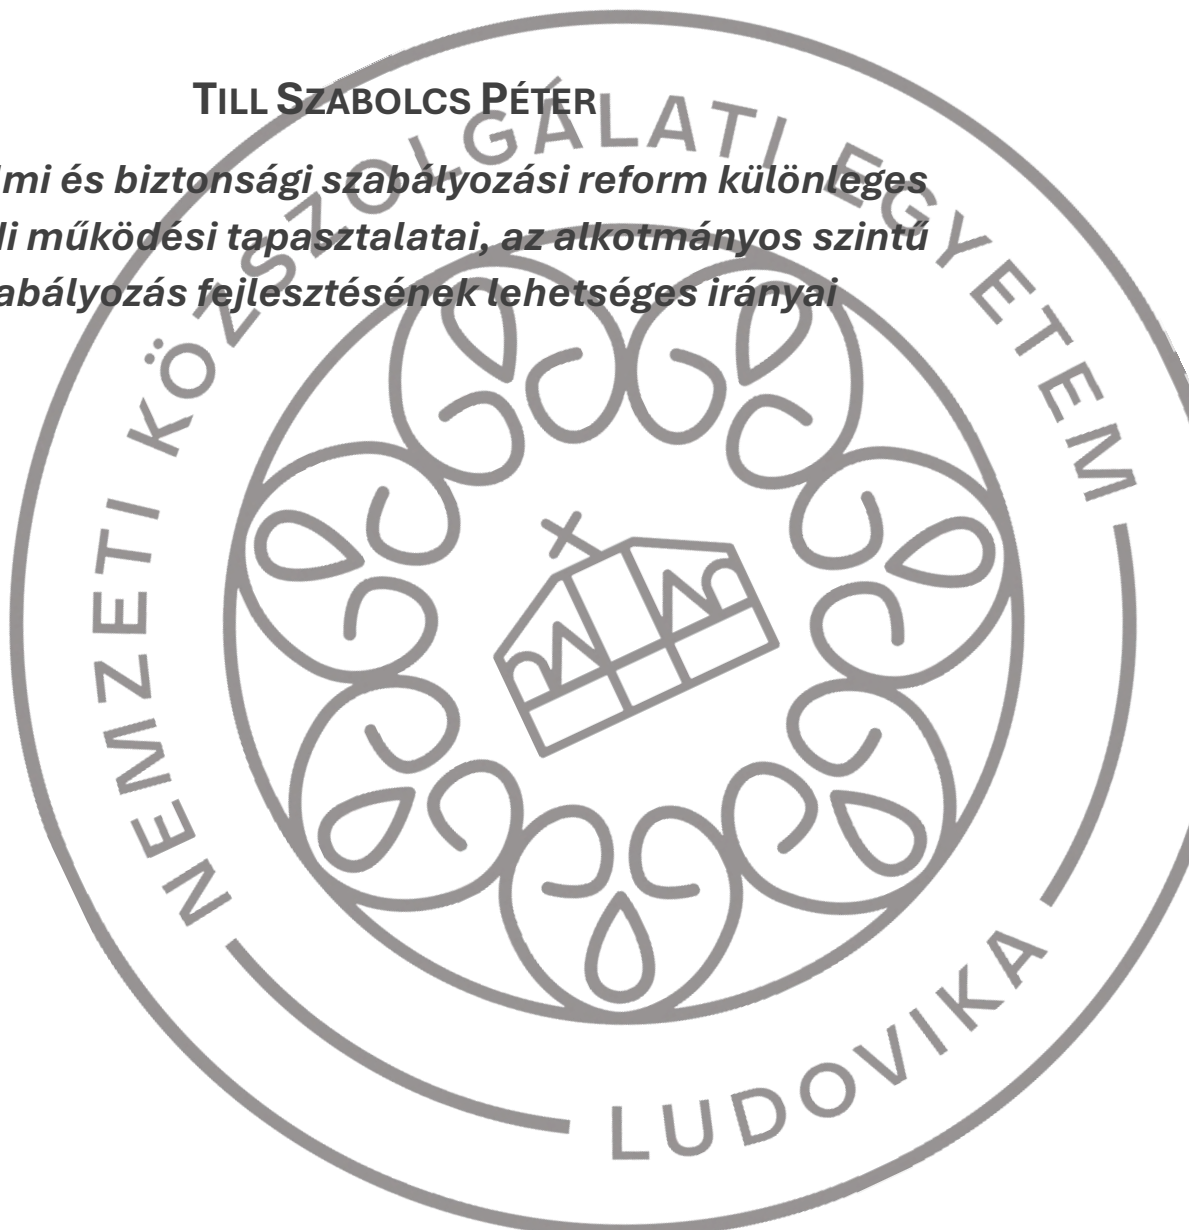 TILL SZABOLCS PÉTER
lmi és biztonsági szabályozási reform különleges
li működési tapasztalatai, az alkotmányos szintű
abályozás fejlesztésének lehetséges irányai
NEMZETI KÖZSZOLGÁLATI EGYETEM
LUDOVIKA